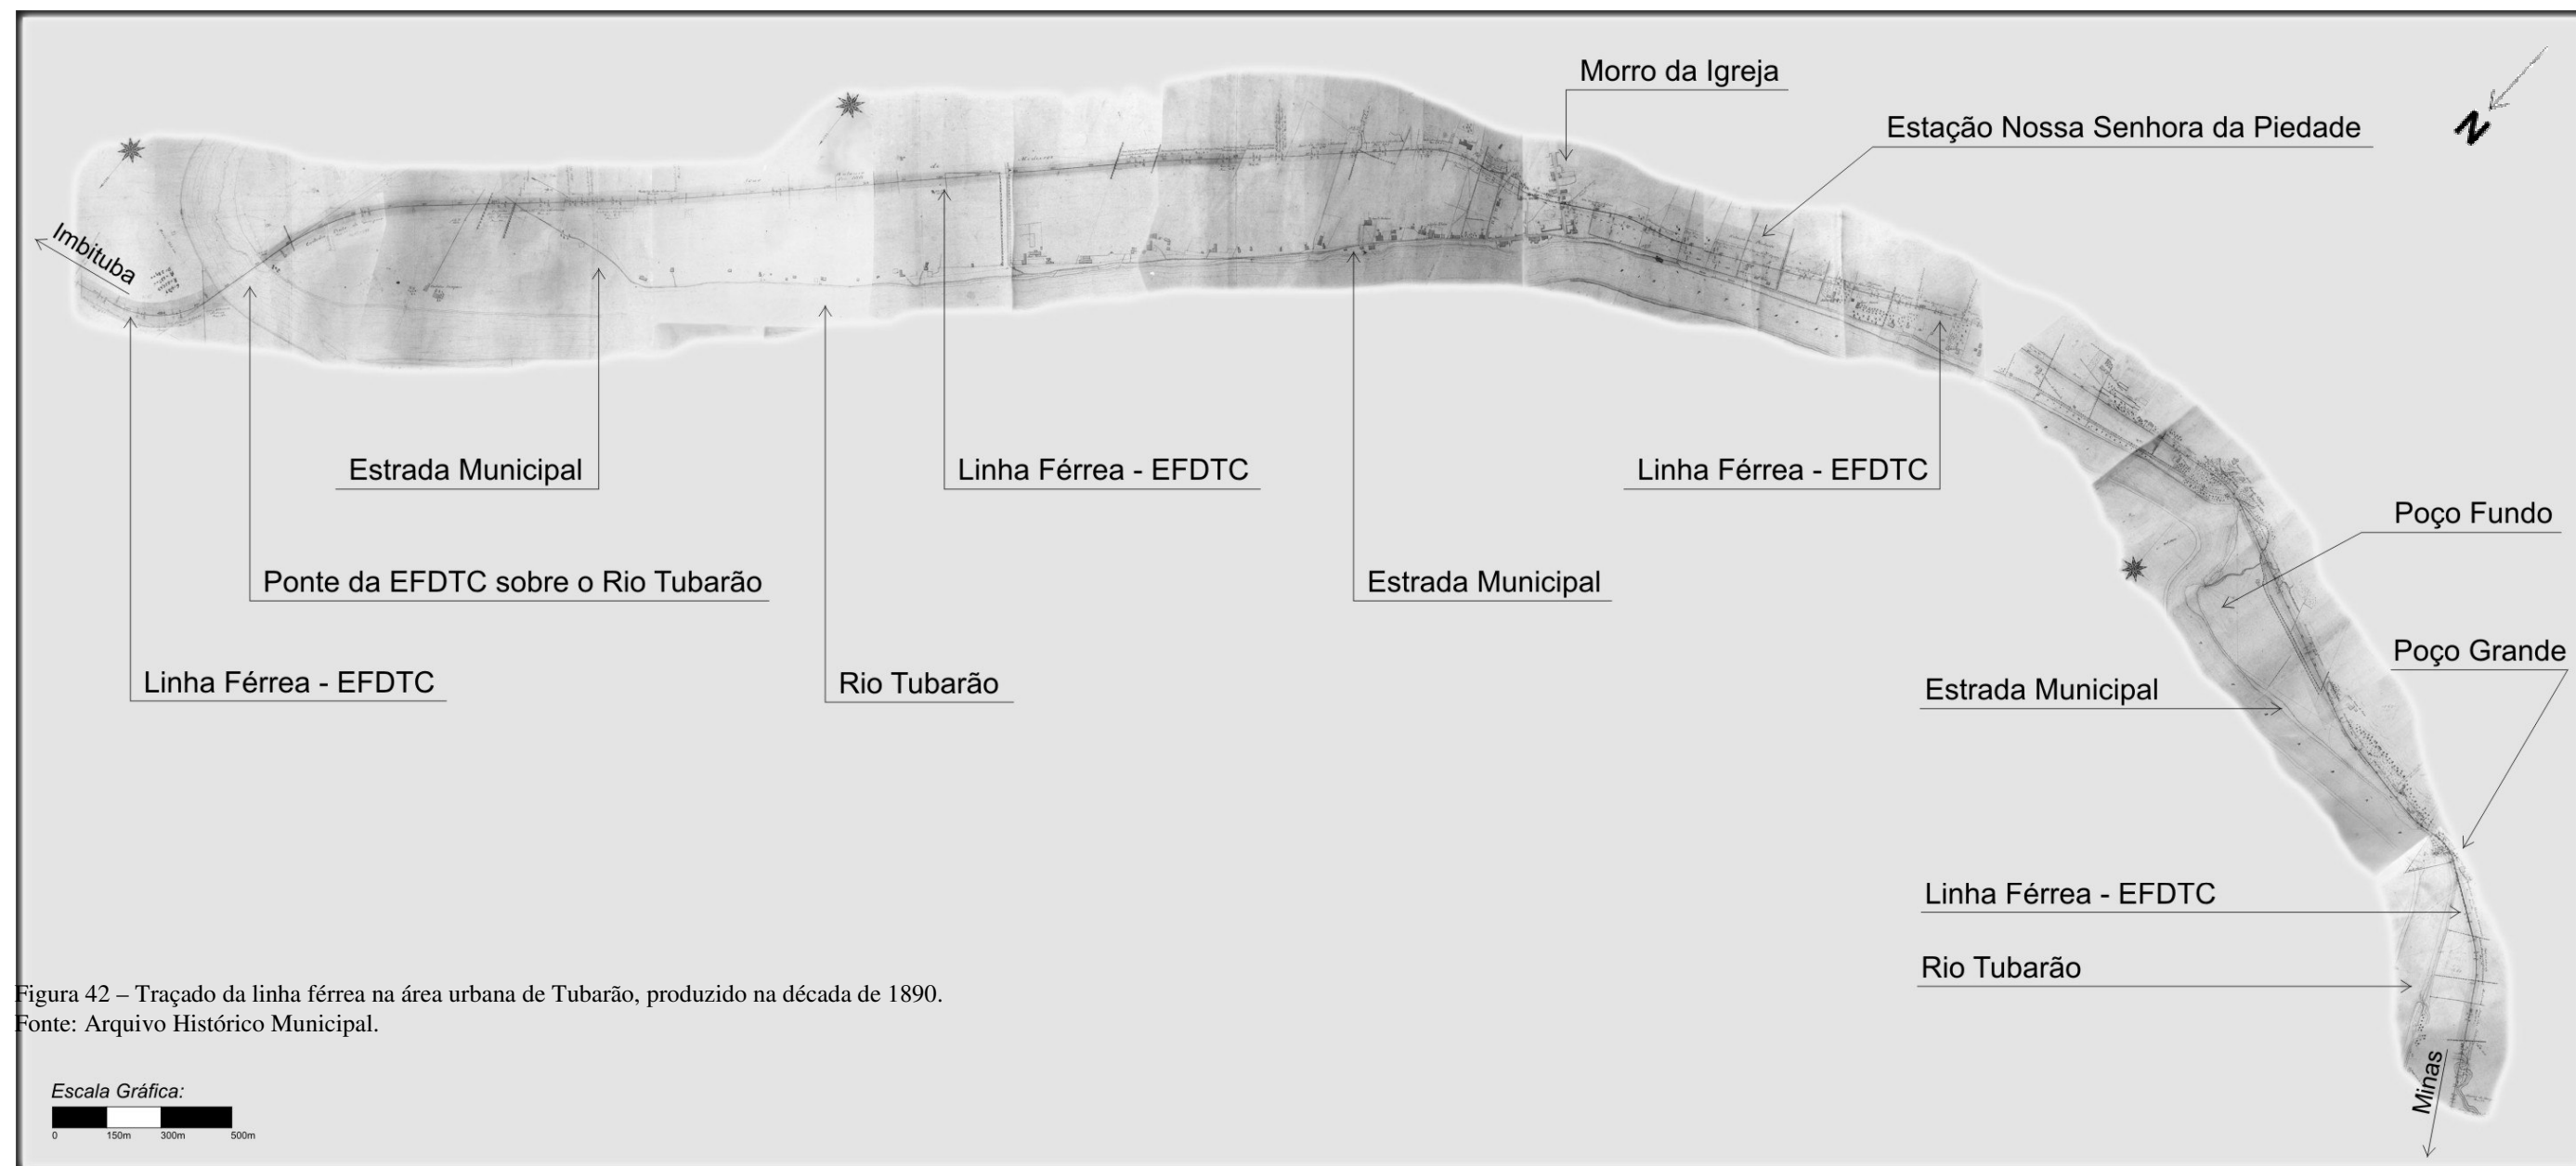 Morro da Igreja
Estação Nossa Senhora da Piedade
N
Imbituba
Estrada Municipal
Linha Férrea - EFDTC
Linha Férrea - EFDTC
Poço Fundo
Ponte da EFDTC sobre o Rio Tubarão
Estrada Municipal
Poço Grande
Linha Férrea - EFDTC
Rio Tubarão
Estrada Municipal
Linha Férrea - EFDTC
Rio Tubarão
Minas
Figura 42 – Traçado da linha férrea na área urbana de Tubarão, produzido na década de 1890.
Fonte: Arquivo Histórico Municipal.
Escala Gráfica:
0 150m 300m 500m